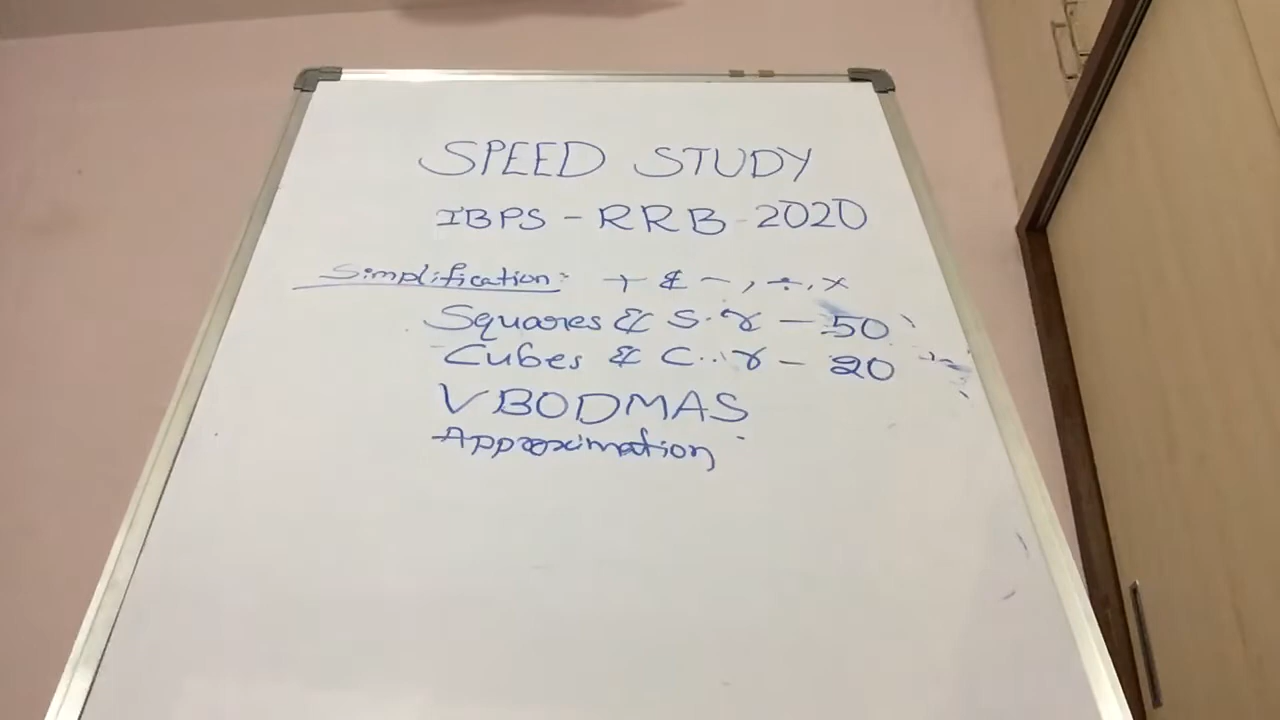 SPEED STUDY
IBPS - RRB - 2020
Simplification: + & - , ÷, ×
Squares & S.r - 50
Cubes & C..r - 20
VBODMAS
Approximation